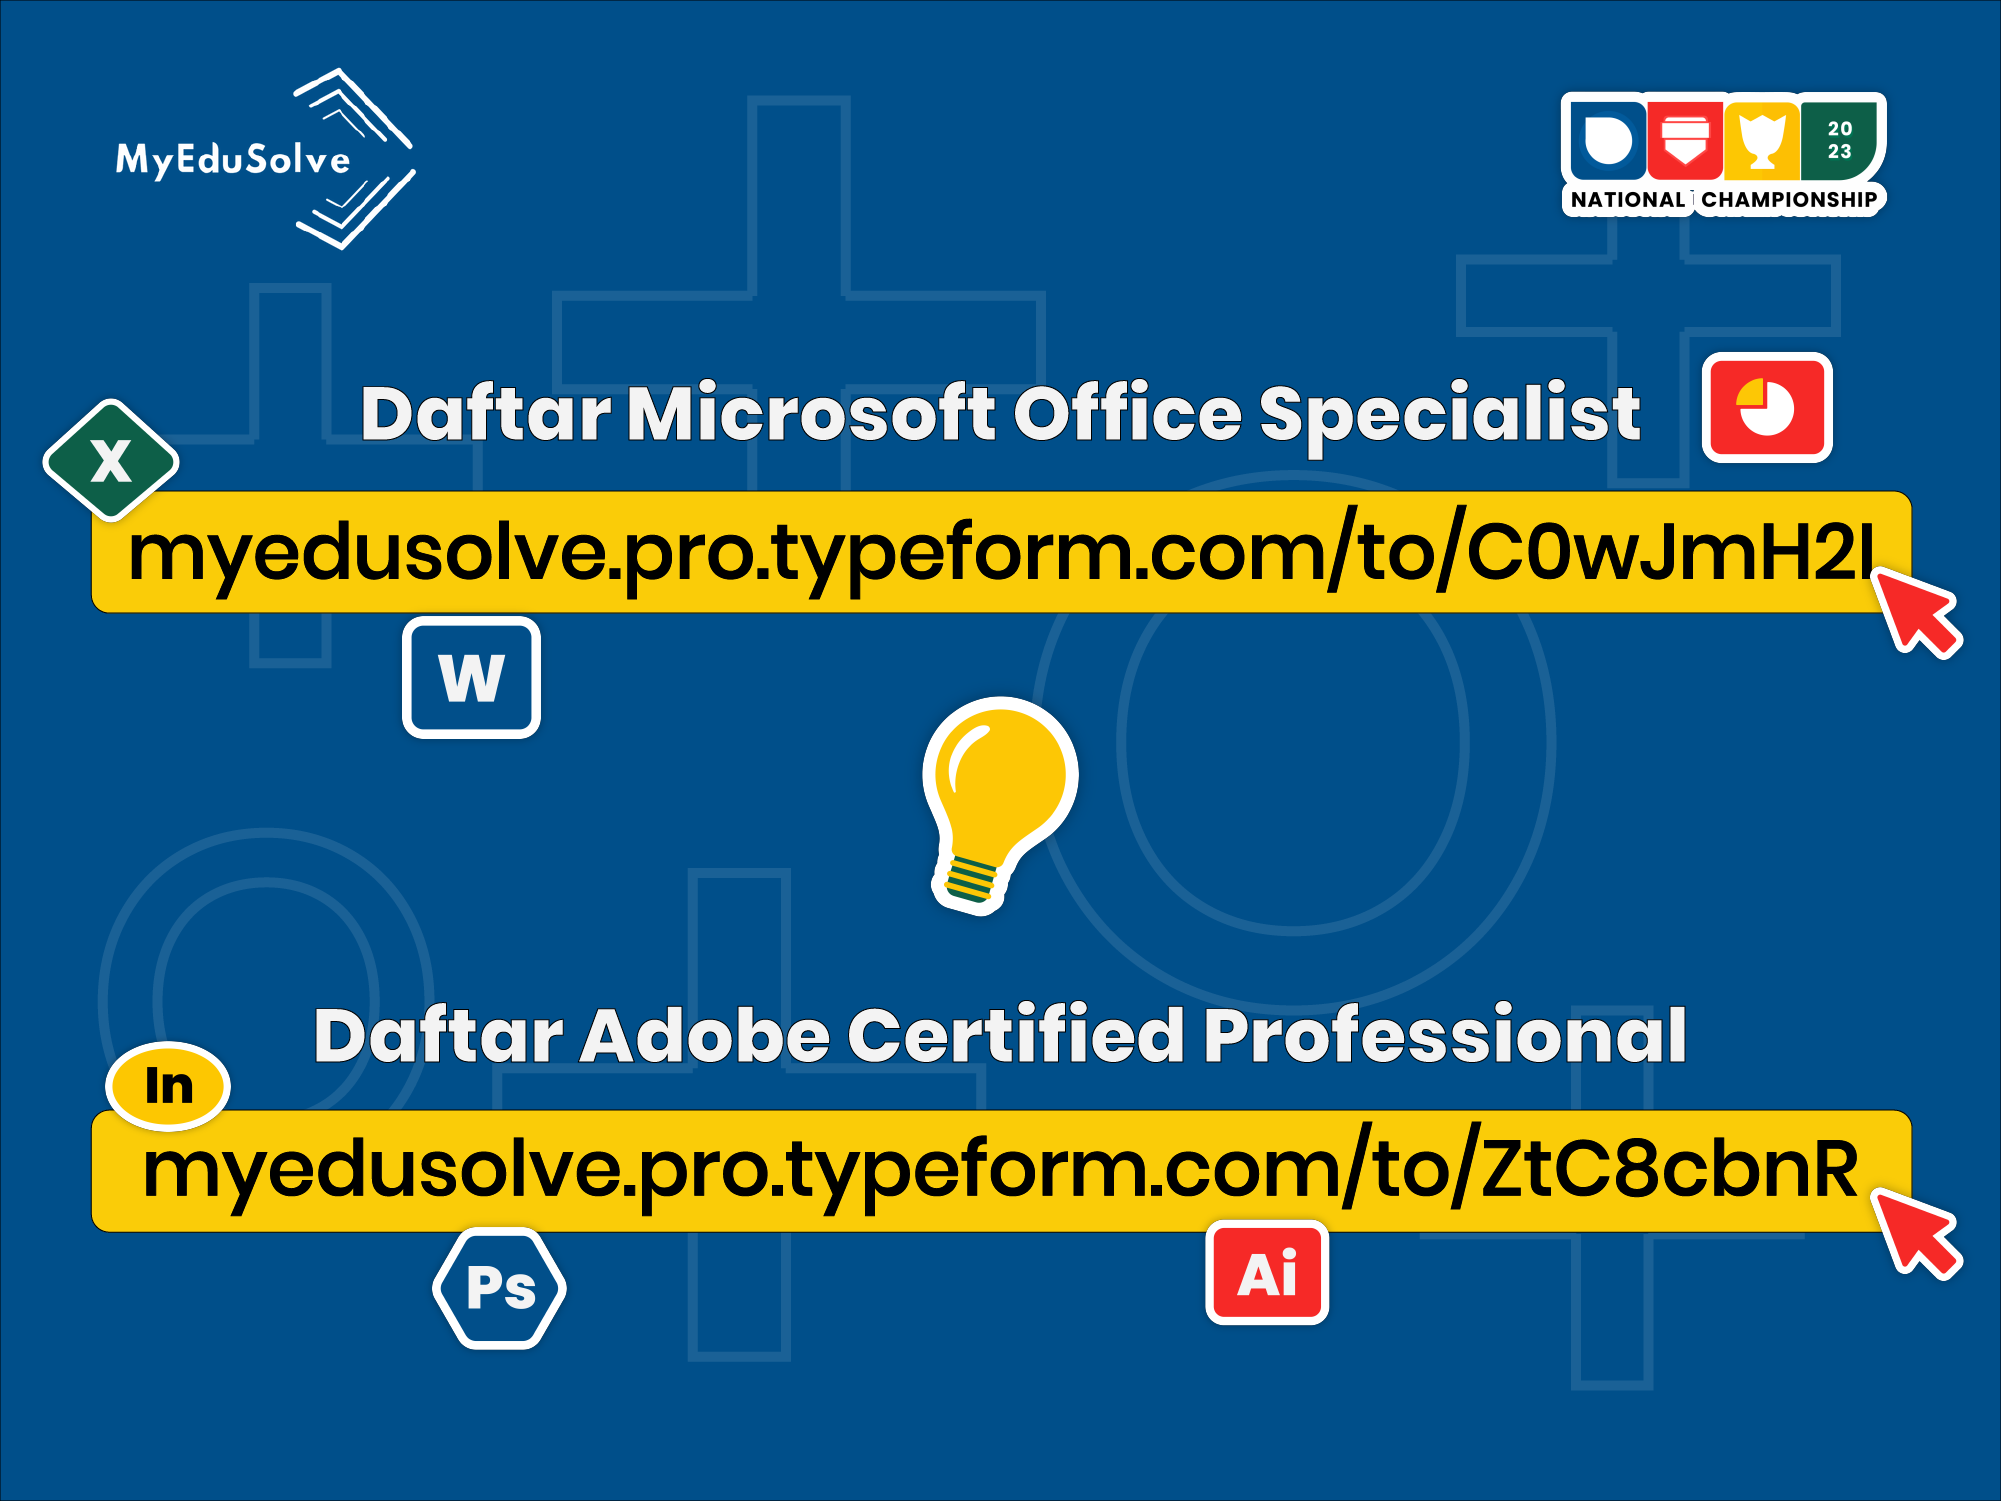 MyEduSolve
20
23
NATIONAL CHAMPIONSHIP
Daftar Microsoft Office Specialist
X
myedusolve.pro.typeform.com/to/C0wJmH2I
W
Daftar Adobe Certified Professional
In
myedusolve.pro.typeform.com/to/ZtC8cbnR
Ps
Ai